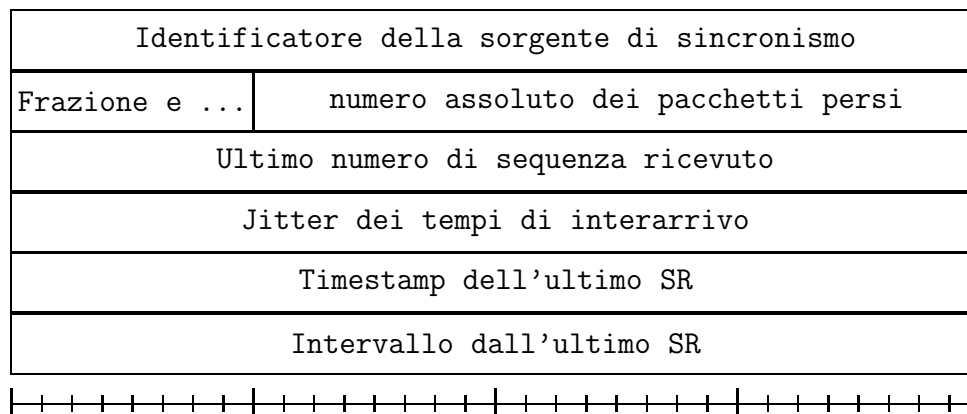 Identificatore della sorgente di sincronismo
Frazione e ... numero assoluto dei pacchetti persi
Ultimo numero di sequenza ricevuto
Jitter dei tempi di interarrivo
Timestamp dell'ultimo SR
Intervallo dall'ultimo SR